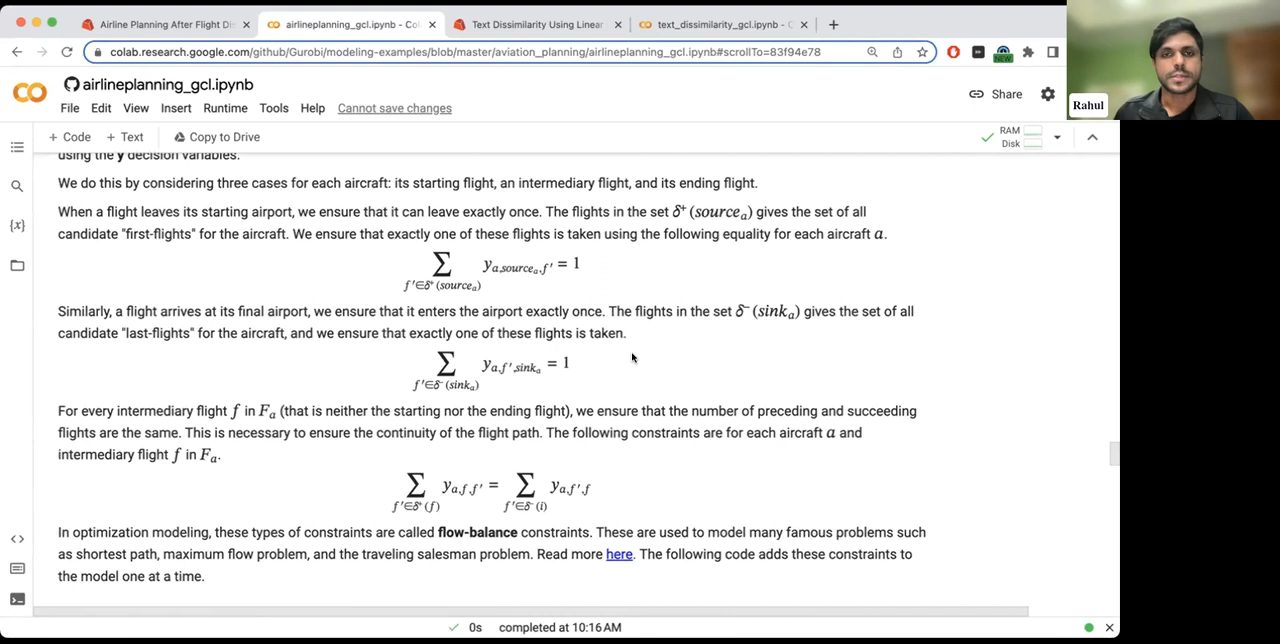 Airline Planning After Flight Di
airlineplanning_gcl.ipynb - Col
Text Dissimilarity Using Linear
text_dissimilarity_gcl.ipynb - C
colab.research.google.com/github/Gurobi/modeling-examples/blob/master/aviation_planning/airlineplanning_gcl.ipynb#scrollTo=83f94e78
NEW
airlineplanning_gcl.ipynb
Share
Rahul
File Edit View Insert Runtime Tools Help Cannot save changes
+ Code + Text Copy to Drive
RAM
Disk
using the y decision variables.
We do this by considering three cases for each aircraft: its starting flight, an intermediary flight, and its ending flight.
When a flight leaves its starting airport, we ensure that it can leave exactly once. The flights in the set δ⁺(sourceₐ) gives the set of all
candidate "first-flights" for the aircraft. We ensure that exactly one of these flights is taken using the following equality for each aircraft a.
∑ y a,sourceₐ,f′ = 1
f′∈δ⁺(sourceₐ)
Similarly, a flight arrives at its final airport, we ensure that it enters the airport exactly once. The flights in the set δ⁻(sinkₐ) gives the set of all
candidate "last-flights" for the aircraft, and we ensure that exactly one of these flights is taken.
∑ y a,f′,sinkₐ = 1
f′∈δ⁻(sinkₐ)
For every intermediary flight f in Fₐ (that is neither the starting nor the ending flight), we ensure that the number of preceding and succeeding
flights are the same. This is necessary to ensure the continuity of the flight path. The following constraints are for each aircraft a and
intermediary flight f in Fₐ.
∑ y a,f,f′ = ∑ y a,f′,f
f′∈δ⁺(f) f′∈δ⁻(i)
In optimization modeling, these types of constraints are called flow-balance constraints. These are used to model many famous problems such
as shortest path, maximum flow problem, and the traveling salesman problem. Read more here. The following code adds these constraints to
the model one at a time.
0s completed at 10:16 AM